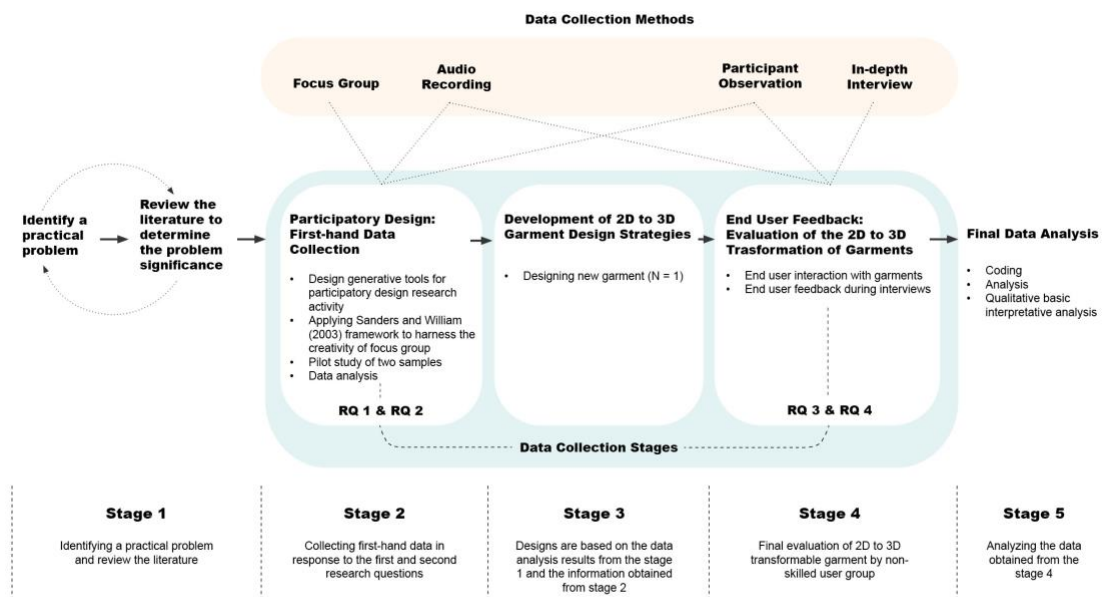 Data Collection Methods
Focus Group
Audio
Recording
Participant
Observation
In-depth
Interview
Identify a
practical
problem
Review the
literature to
determine
the problem
significance
Participatory Design:
First-hand Data
Collection
• Design generative tools for
participatory design research
activity
• Applying Sanders and William
(2003) framework to harness the
creativity of focus group
• Pilot study of two samples
• Data analysis
RQ 1 & RQ 2
Development of 2D to 3D
Garment Design Strategies
• Designing new garment (N = 1)
End User Feedback:
Evaluation of the 2D to 3D
Trasformation of Garments
• End user interaction with garments
• End user feedback during interviews
RQ 3 & RQ 4
Data Collection Stages
Final Data Analysis
• Coding
• Analysis
• Qualitative basic
interpretative analysis
Stage 1
Identifying a practical problem
and review the literature
Stage 2
Collecting first-hand data in
response to the first and second
research questions
Stage 3
Designs are based on the data
analysis results from the stage
1 and the information obtained
from stage 2
Stage 4
Final evaluation of 2D to 3D
transformable garment by non-
skilled user group
Stage 5
Analyzing the data
obtained from the
stage 4